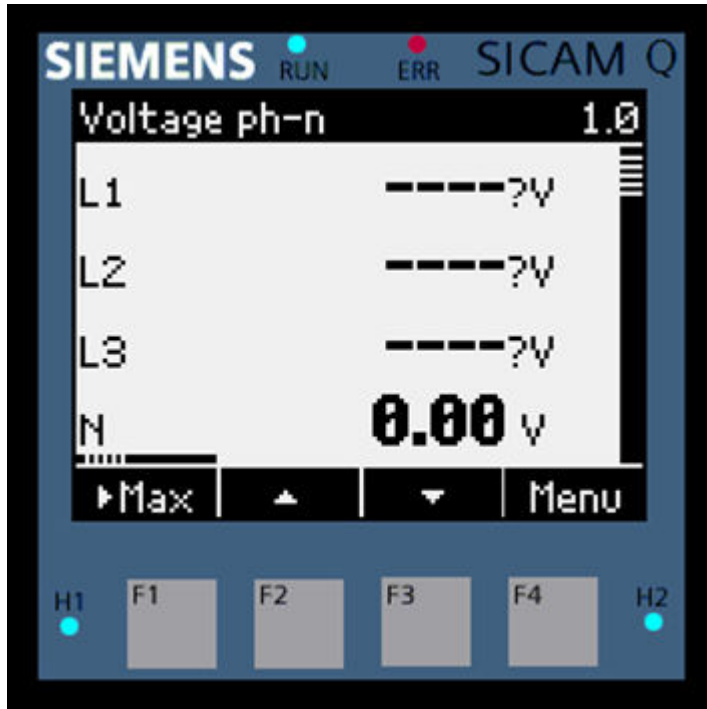 SIEMENS RUN ERR SICAM Q
Voltage ph-n 1.0
L1 ----?V
L2 ----?V
L3 ----?V
N 0.00 V
Max Menu
H1 F1 F2 F3 F4 H2